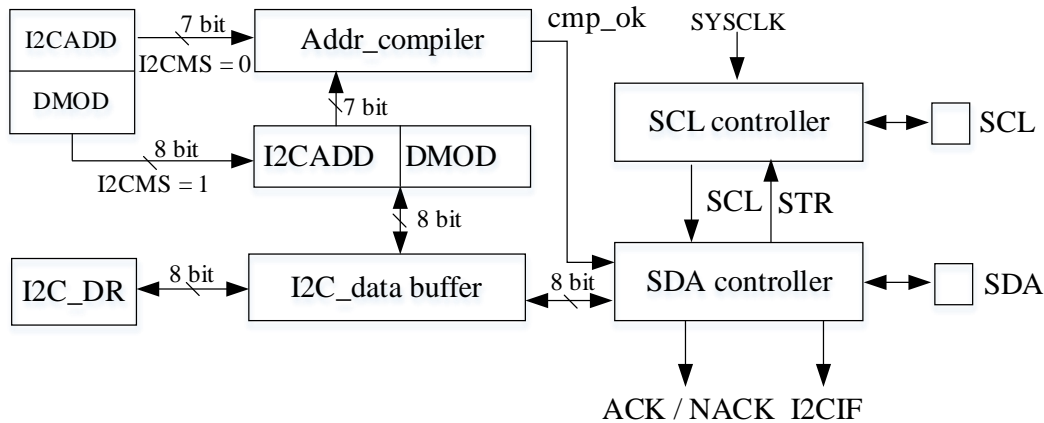 I2CADD
DMOD
7 bit
I2CMS = 0
Addr_compiler
cmp_ok
SYSCLK
7 bit
8 bit
I2CMS = 1
I2CADD
DMOD
SCL controller
SCL
SCL
STR
8 bit
I2C_DR
8 bit
I2C_data buffer
8 bit
SDA controller
SDA
ACK / NACK
I2CIF